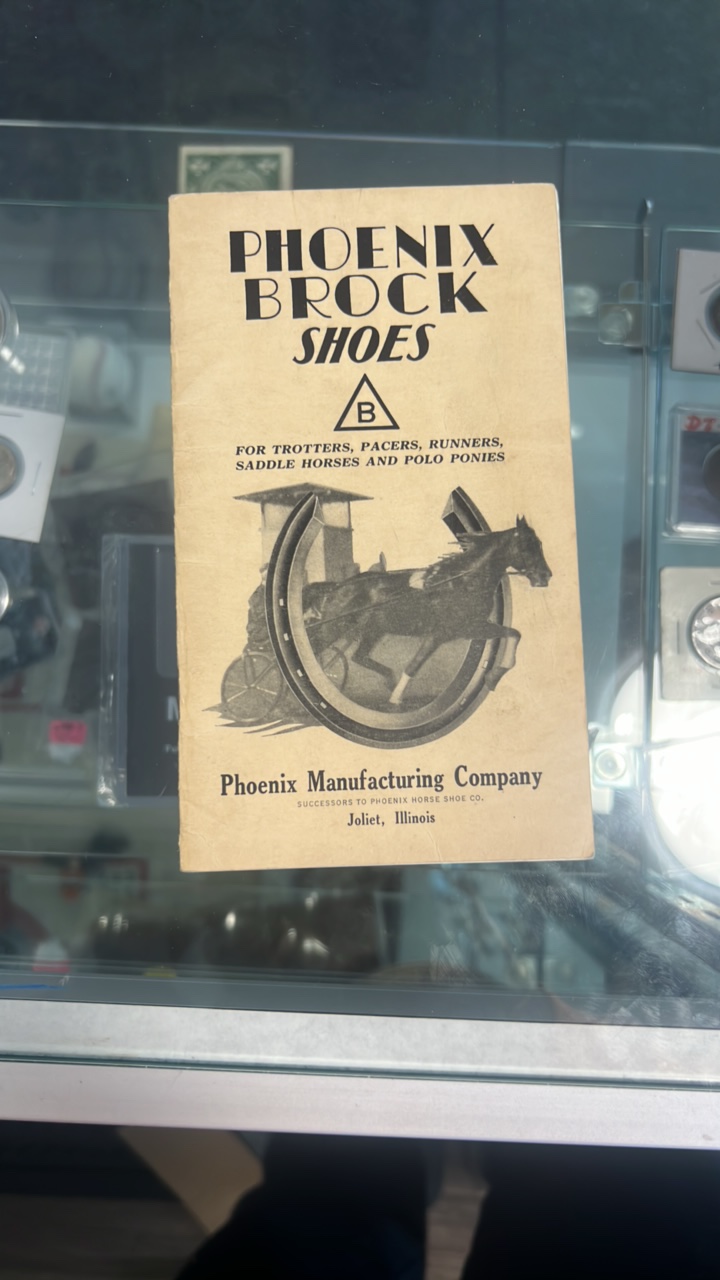 PHOENIX
BROCK
SHOES
B
FOR TROTTERS, PACERS, RUNNERS,
SADDLE HORSES AND POLO PONIES
Phoenix Manufacturing Company
SUCCESSORS TO PHOENIX HORSE SHOE CO.
Joliet, Illinois